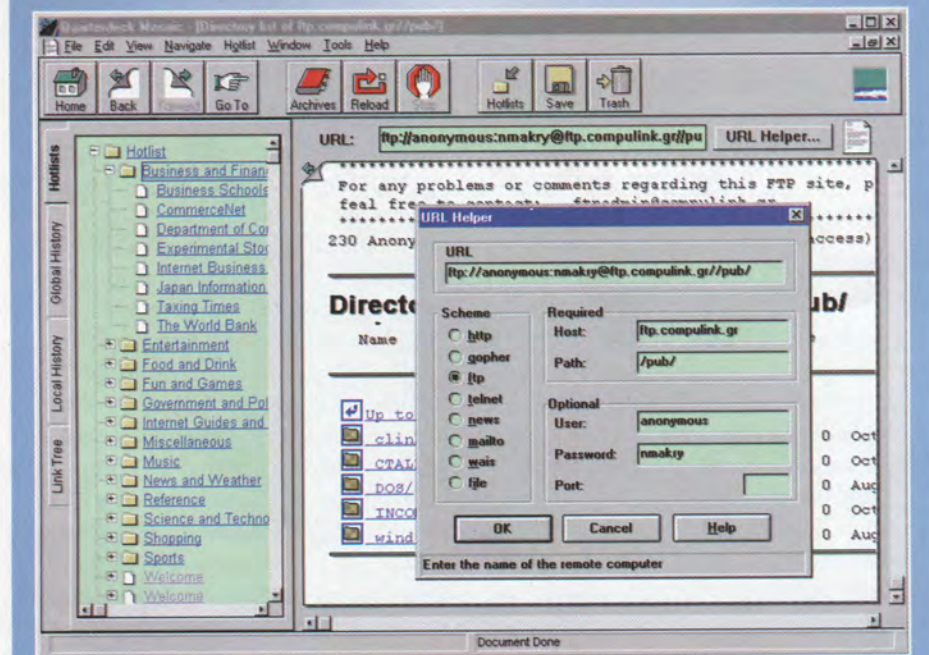 Quarterdeck Mosaic - [Directory list of ftp.compulink.gr//pub/]
File Edit View Navigate Hotlist Window Tools Help
Home Back Forward Go To Archives Reload Stop Hotlists Save Trash
URL: ftp://anonymous:nmakry@ftp.compulink.gr//pu URL Helper...
Hotlists
Global History
Local History
Link Tree
Hotlist
Business and Finan
Business Schools
CommerceNet
Department of Co
Experimental Sto
Internet Business
Japan Information
Taxing Times
The World Bank
Entertainment
Food and Drink
Fun and Games
Government and Pol
Internet Guides and
Miscellaneous
Music
News and Weather
Reference
Science and Techno
Shopping
Sports
Welcome
Welcome
************************************************
For any problems or comments regarding this FTP site, p
feal free to contact: ftpadmin@compulink.gr
230 Anony ccess)
Directo ub/
Name
Up to
clin
CTAL
DOS/
INCO
wind
0 Oct
0 Oct
0 Aug
0 Oct
0 Aug
URL Helper
URL
ftp://anonymous:nmakry@ftp.compulink.gr//pub/
Scheme
http
gopher
ftp
telnet
news
mailto
wais
file
Required
Host: ftp.compulink.gr
Path: /pub/
Optional
User: anonymous
Password: nmakry
Port:
OK Cancel Help
Enter the name of the remote computer
Document Done